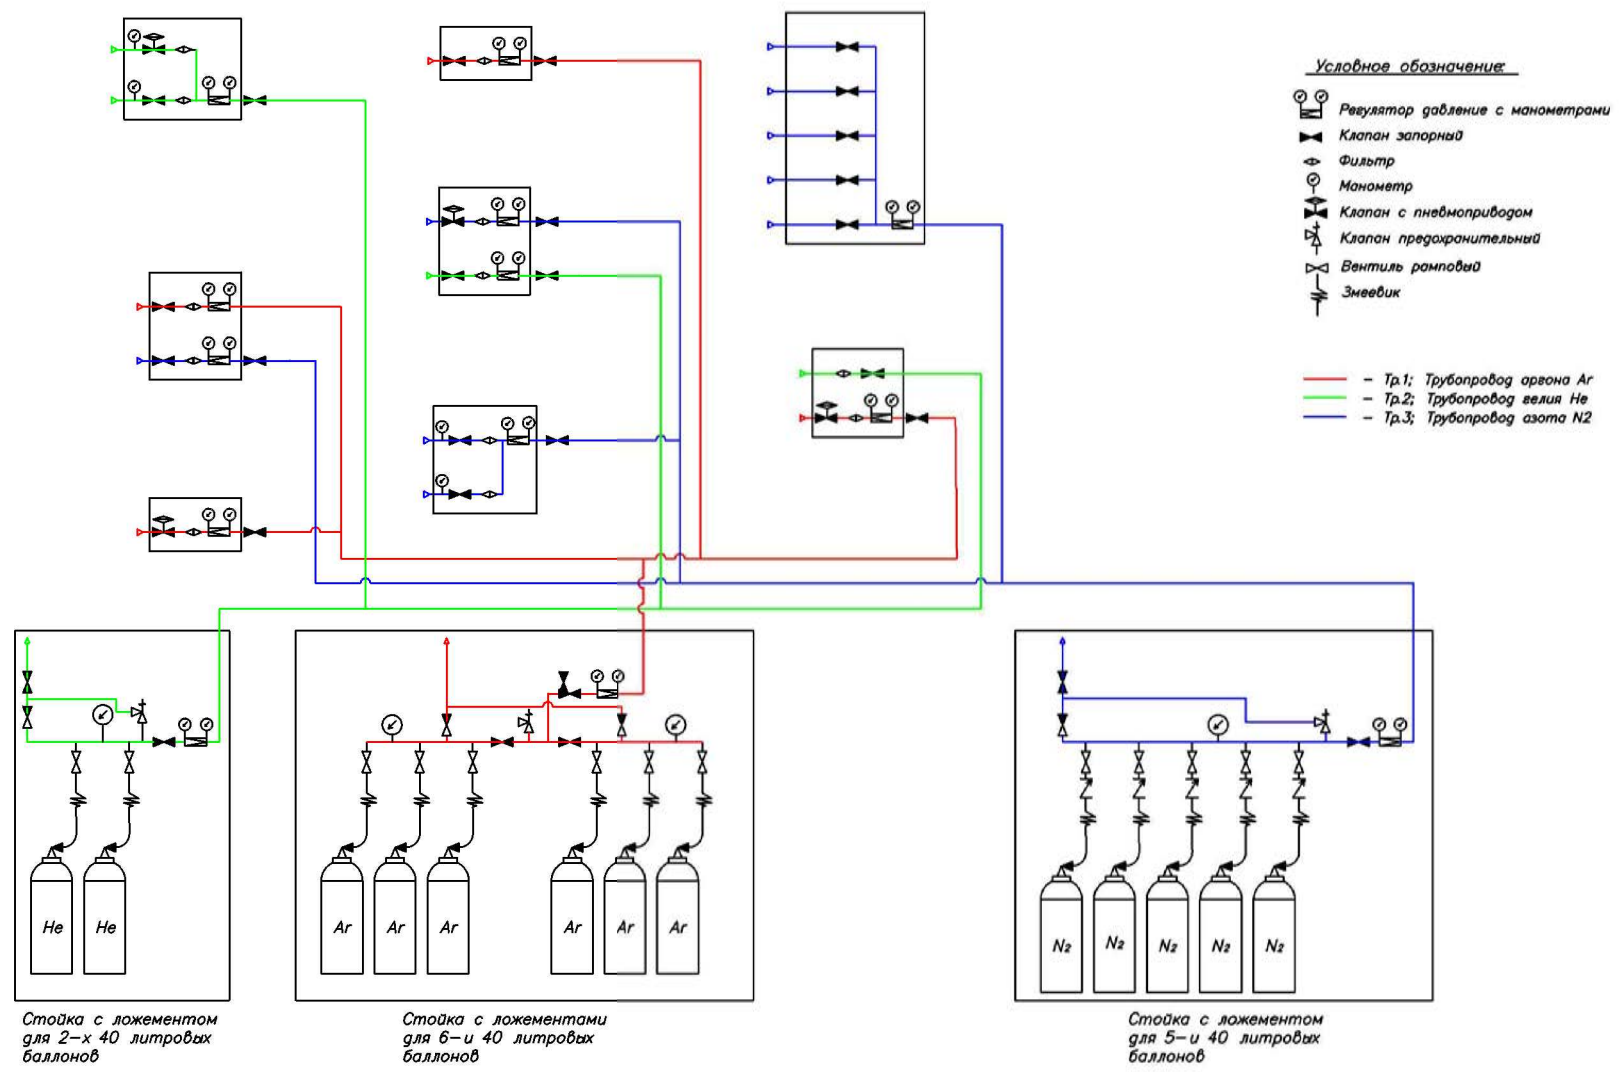 Условное обозначение:
Регулятор давление с манометрами
Клапан запорный
Фильтр
Манометр
Клапан с пневмоприводом
Клапан предохранительный
Вентиль рамповый
Змеевик
— Тр.1; Трубопровод аргона Ar
— Тр.2; Трубопровод гелия He
— Тр.3; Трубопровод азота N2
He He
Ar Ar Ar Ar Ar Ar
N2 N2 N2 N2 N2
Стойка с ложементом
для 2-х 40 литровых
баллонов
Стойка с ложементами
для 6-и 40 литровых
баллонов
Стойка с ложементом
для 5-и 40 литровых
баллонов